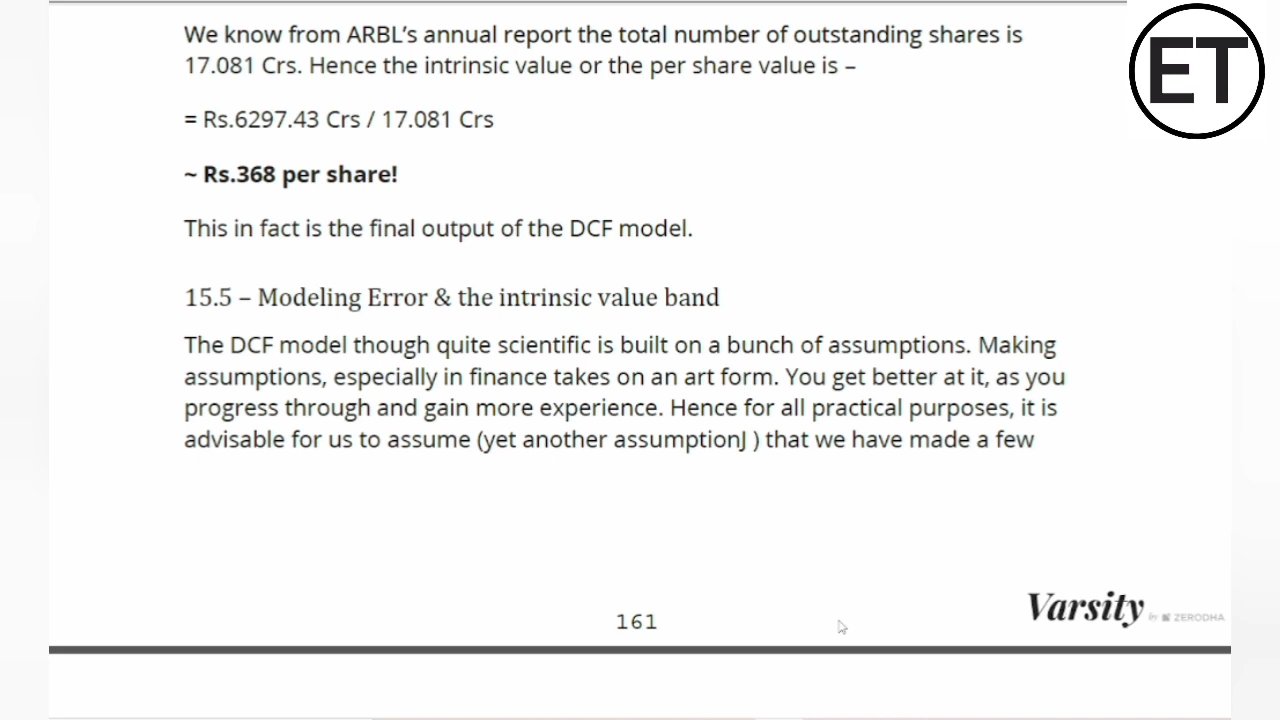 We know from ARBL’s annual report the total number of outstanding shares is
17.081 Crs. Hence the intrinsic value or the per share value is –
= Rs.6297.43 Crs / 17.081 Crs
~ Rs.368 per share!
This in fact is the final output of the DCF model.
15.5 – Modeling Error & the intrinsic value band
The DCF model though quite scientific is built on a bunch of assumptions. Making
assumptions, especially in finance takes on an art form. You get better at it, as you
progress through and gain more experience. Hence for all practical purposes, it is
advisable for us to assume (yet another assumptionJ ) that we have made a few
161
Varsity by ZERODHA
ET